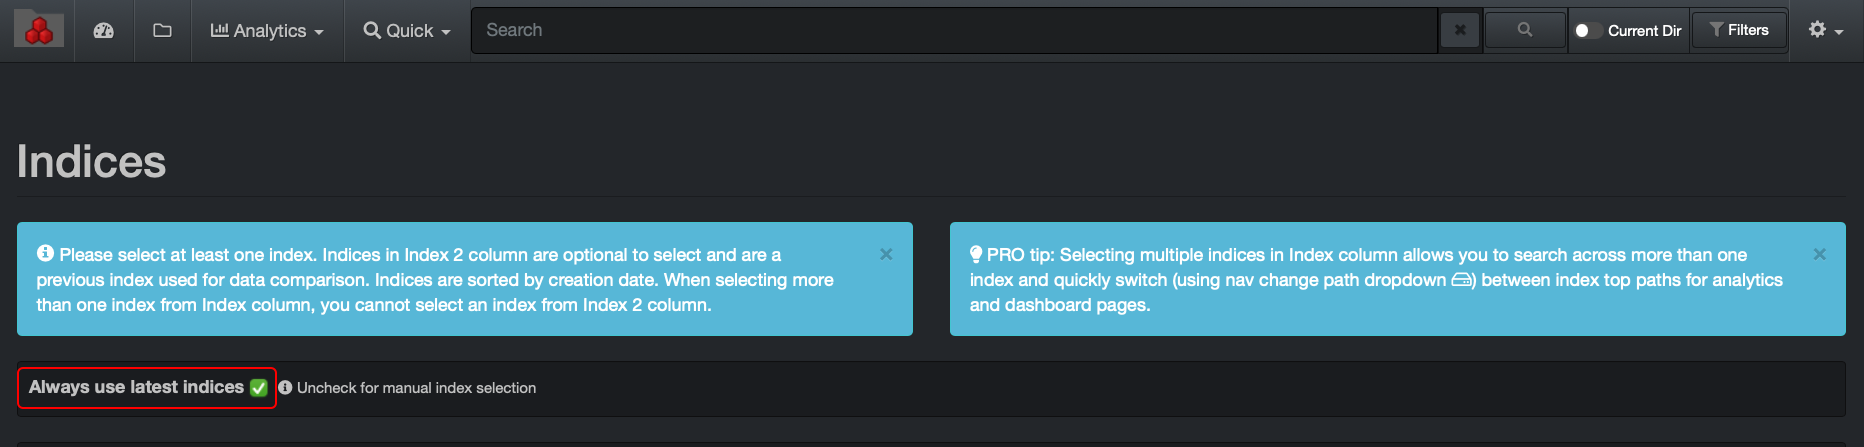 Analytics
Quick
Search
Current Dir
Filters
Indices
Please select at least one index. Indices in Index 2 column are optional to select and are a
previous index used for data comparison. Indices are sorted by creation date. When selecting more
than one index from Index column, you cannot select an index from Index 2 column.
PRO tip: Selecting multiple indices in Index column allows you to search across more than one
index and quickly switch (using nav change path dropdown ) between index top paths for analytics
and dashboard pages.
Always use latest indices ✅ Uncheck for manual index selection